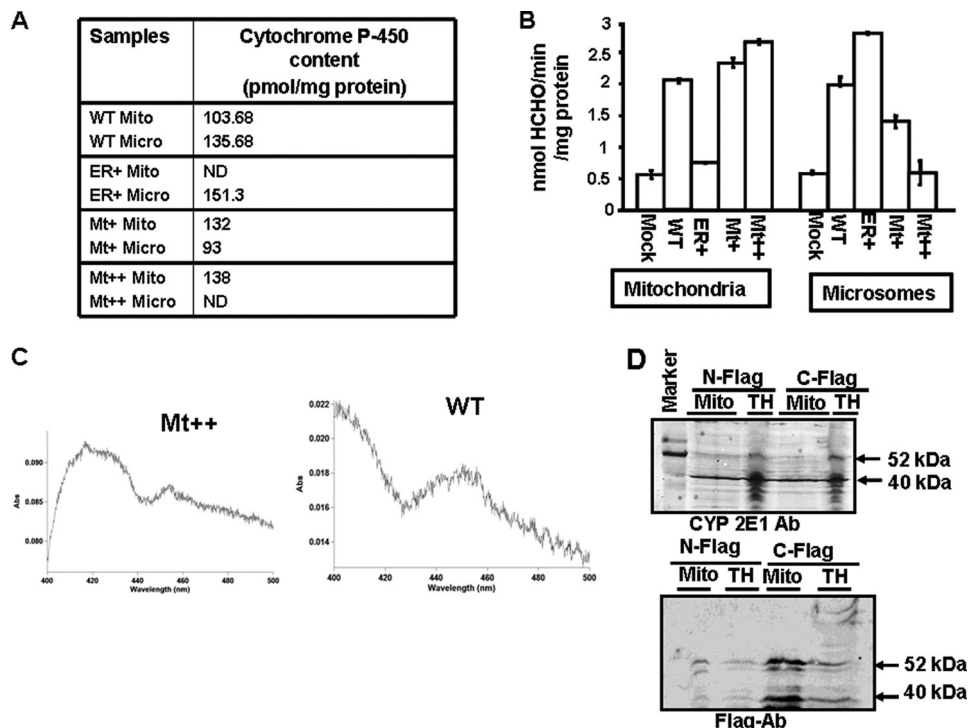 A
Samples
Cytochrome P-450
content
(pmol/mg protein)
WT Mito 103.68
WT Micro 135.68
ER+ Mito ND
ER+ Micro 151.3
Mt+ Mito 132
Mt+ Micro 93
Mt++ Mito 138
Mt++ Micro ND
B
nmol HCHO/min
/mg protein
3
2.5
2
1.5
1
0.5
0
Mock WT ER+ Mt+ Mt++ Mock WT ER+ Mt+ Mt++
Mitochondria Microsomes
C
Mt++
Abs
0.090
0.085
0.080
400 420 440 460 480 500
Wavelength (nm)
WT
Abs
0.022
0.020
0.018
0.016
0.014
400 420 440 460 480 500
Wavelength (nm)
D
Marker
N-Flag C-Flag
Mito TH Mito TH
52 kDa
40 kDa
CYP 2E1 Ab
N-Flag C-Flag
Mito TH Mito TH
52 kDa
40 kDa
Flag-Ab